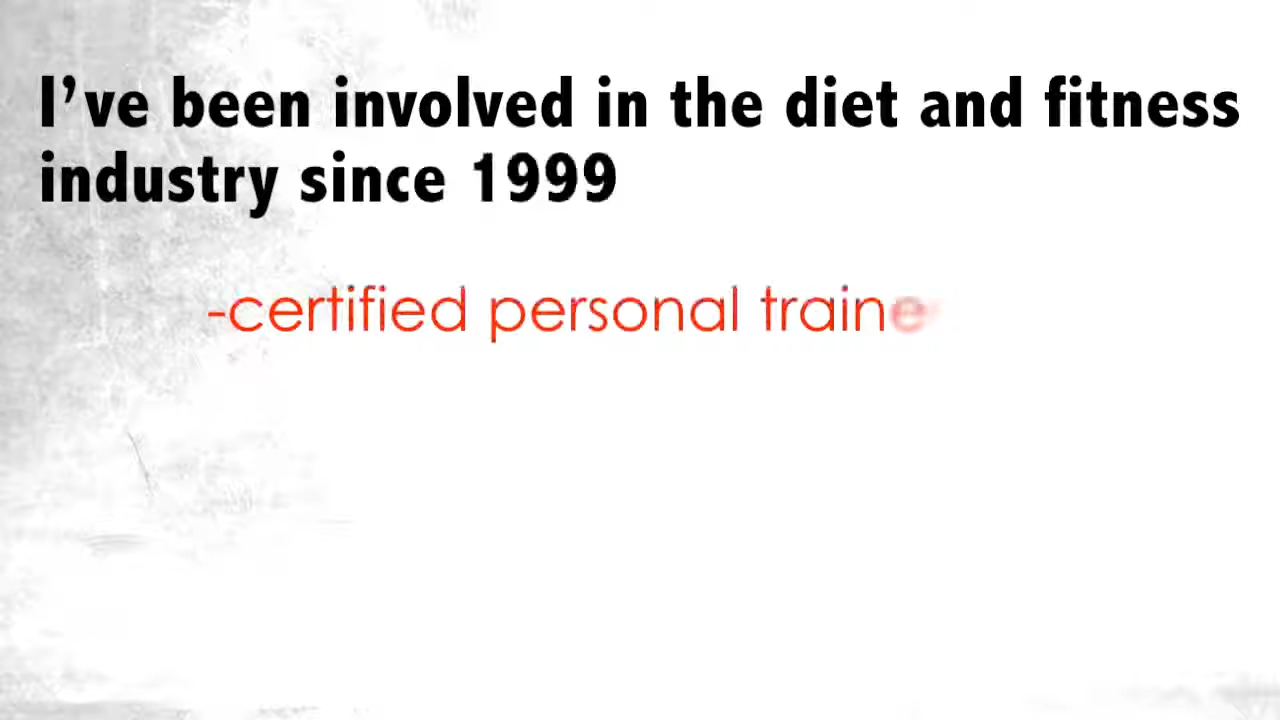 I’ve been involved in the diet and fitness
industry since 1999
-certified personal traine